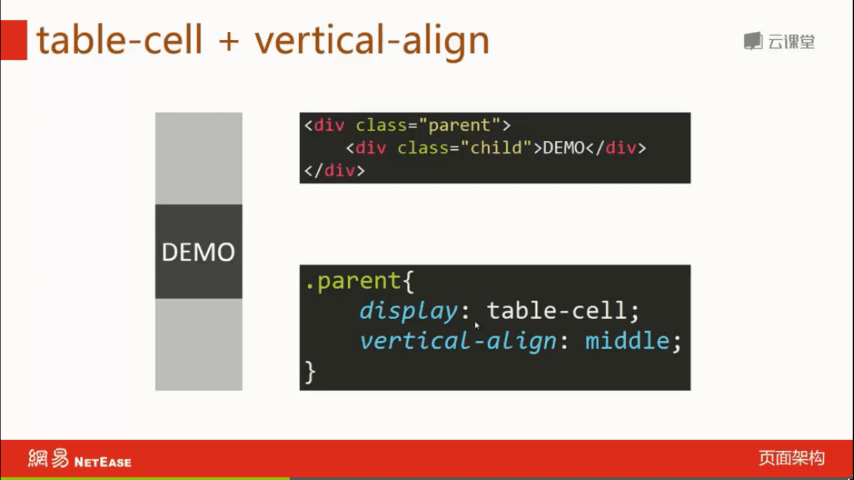 table-cell + vertical-align
云课堂
<div class="parent">
<div class="child">DEMO</div>
</div>
DEMO
.parent{
display: table-cell;
vertical-align: middle;
}
網易 NETEASE
页面架构